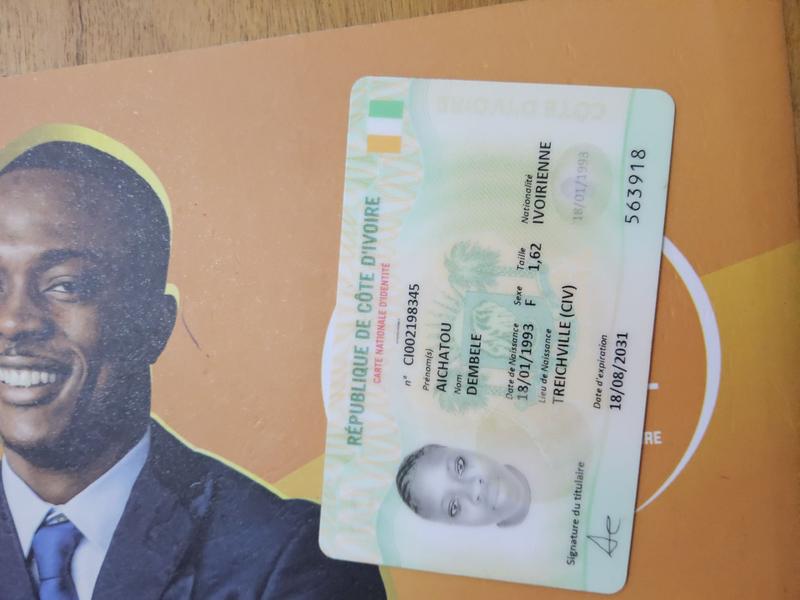 CÔTE D'IVOIRE
RÉPUBLIQUE DE CÔTE D'IVOIRE
CARTE NATIONALE D'IDENTITÉ
n° CI002198345
Prénom(s)
AICHATOU
Nom
DEMBELE
Date de Naissance Sexe Taille Nationalité
18/01/1993 F 1,62 IVOIRIENNE
Lieu de Naissance
TREICHVILLE (CIV)
18/01/1993
Date d'expiration
18/08/2031
Signature du titulaire
563918
RE